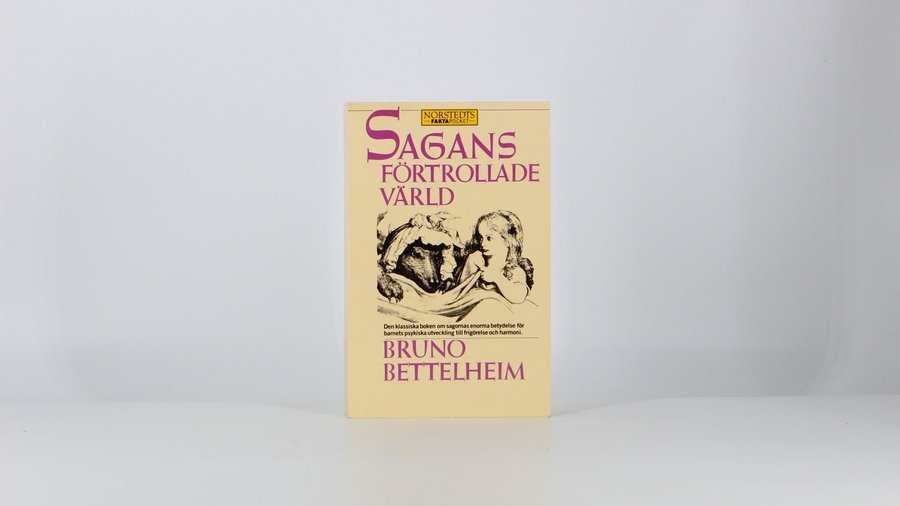 NORSTEDTS
FAKTAPOCKET
SAGANS
FÖRTROLLADE
VÄRLD
Den klassiska boken om sagornas enorma betydelse för
barnets psykiska utveckling till frigörelse och harmoni.
BRUNO
BETTELHEIM